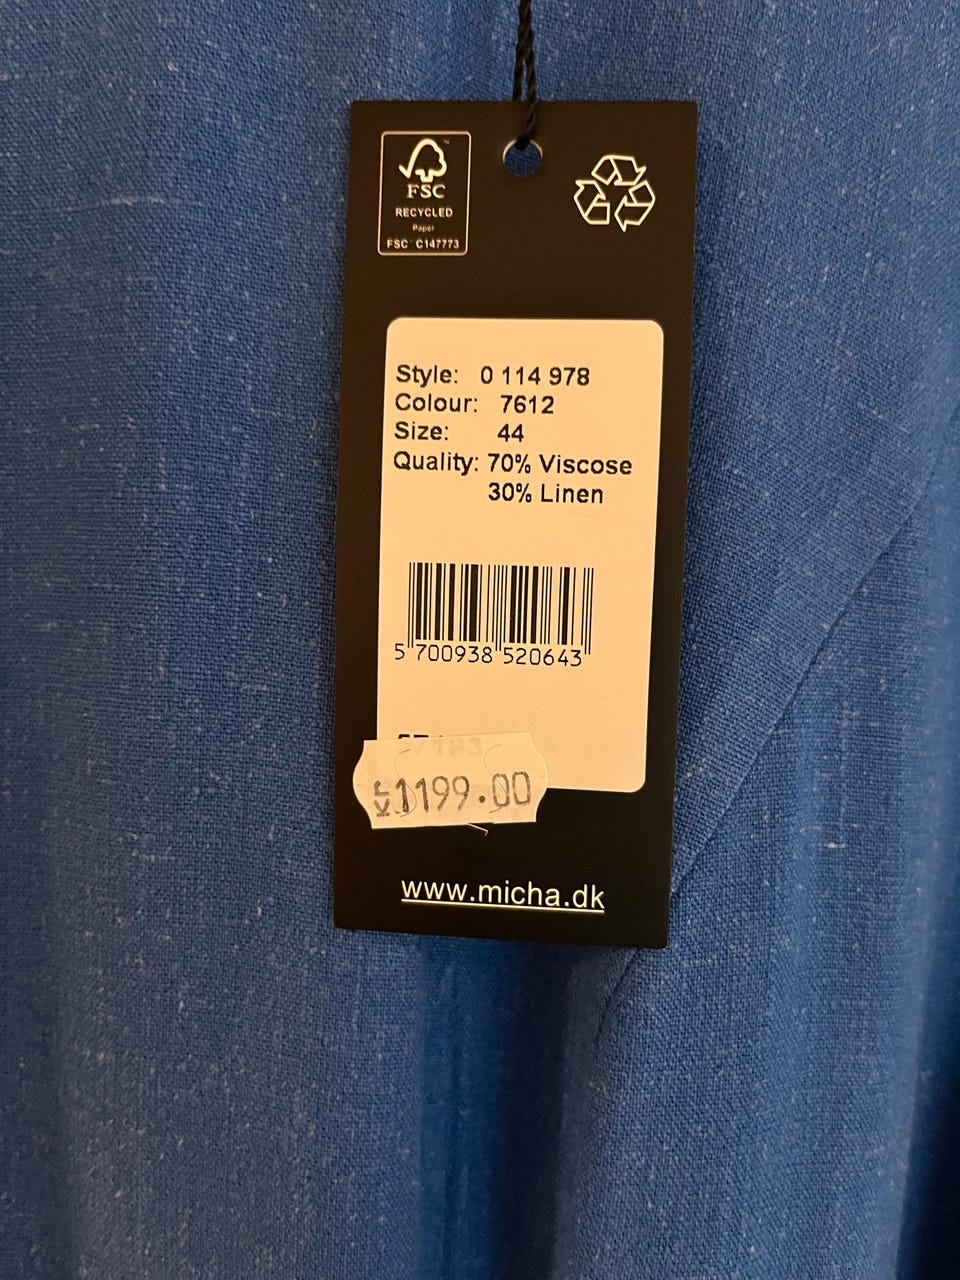 FSC
RECYCLED
Paper
FSC C147773
Style: 0 114 978
Colour: 7612
Size: 44
Quality: 70% Viscose
30% Linen
5 700938 520643
Kr 1199.00
www.micha.dk